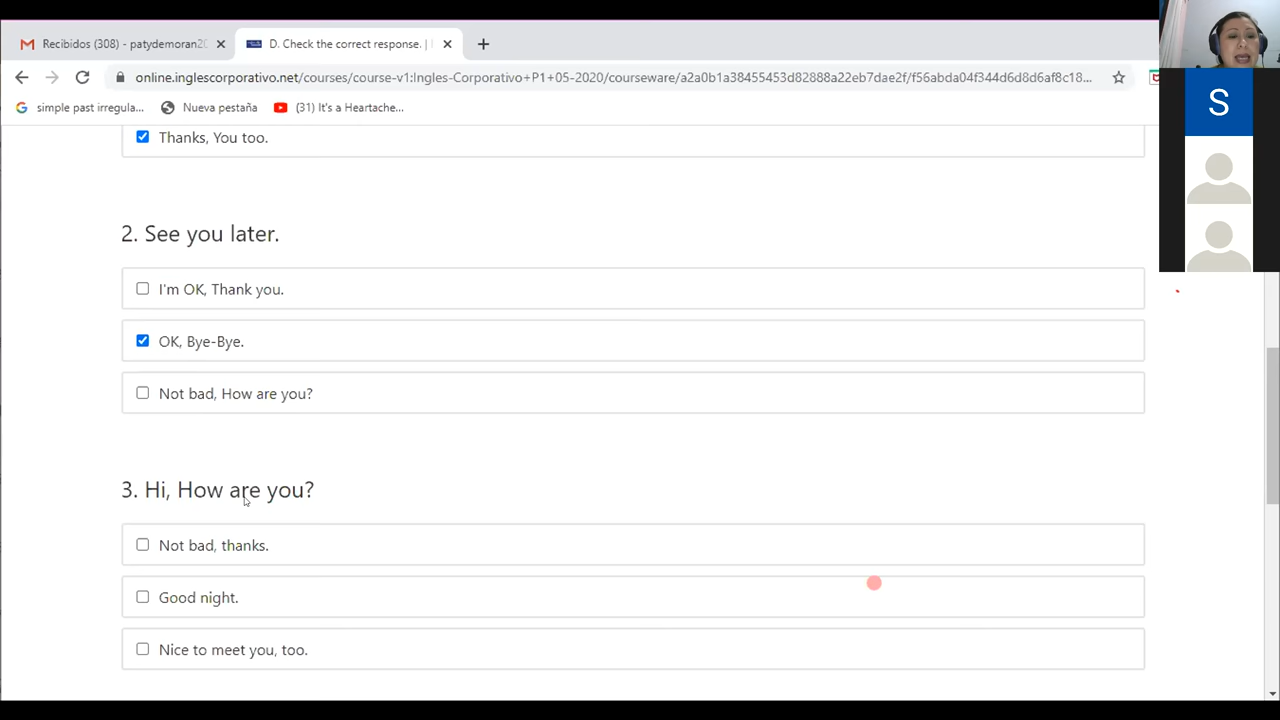 Recibidos (308) - patydemoran20
D. Check the correct response. |
online.inglescorporativo.net/courses/course-v1:Ingles-Corporativo+P1+05-2020/courseware/a2a0b1a38455453d82888a22eb7dae2f/f56abda04f344d6d8d6af8c18...
simple past irregula...
Nueva pestaña
(31) It's a Heartache...
Thanks, You too.
S
2. See you later.
I'm OK, Thank you.
OK, Bye-Bye.
Not bad, How are you?
3. Hi, How are you?
Not bad, thanks.
Good night.
Nice to meet you, too.